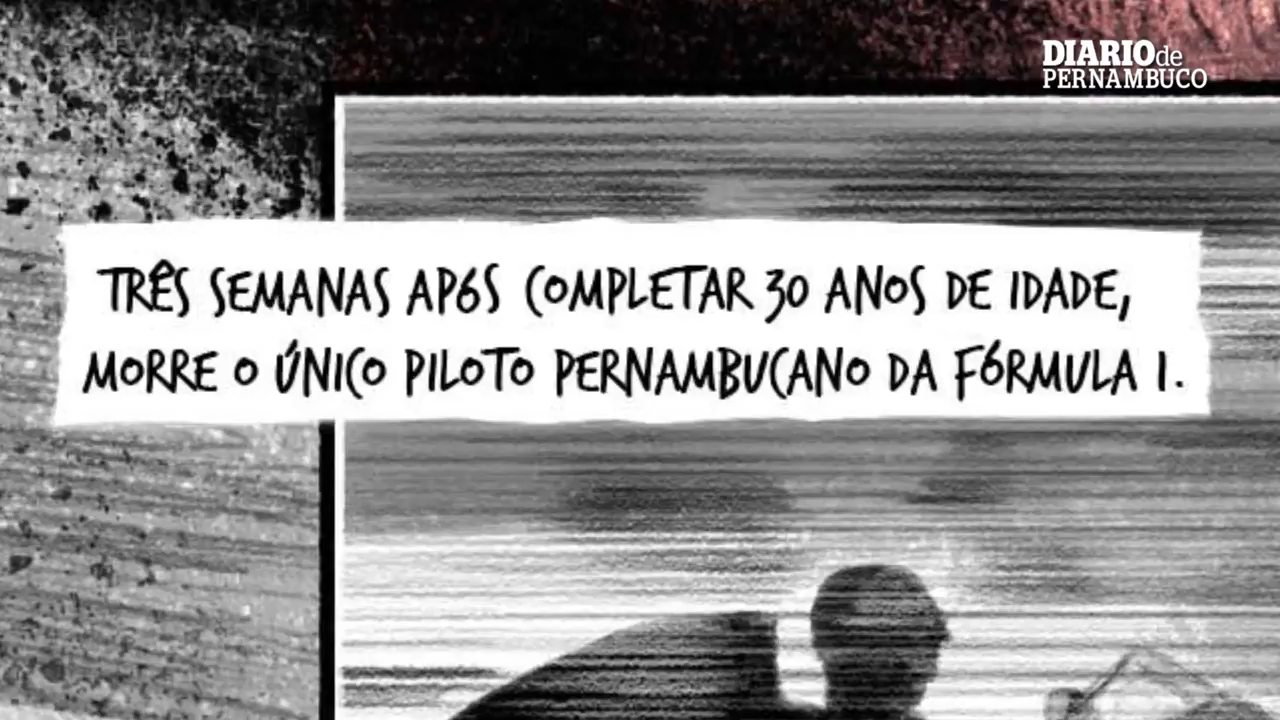 DIARIO de
PERNAMBUCO
TRÊS SEMANAS APÓS COMPLETAR 30 ANOS DE IDADE,
MORRE O ÚNICO PILOTO PERNAMBUCANO DA FÓRMULA 1.